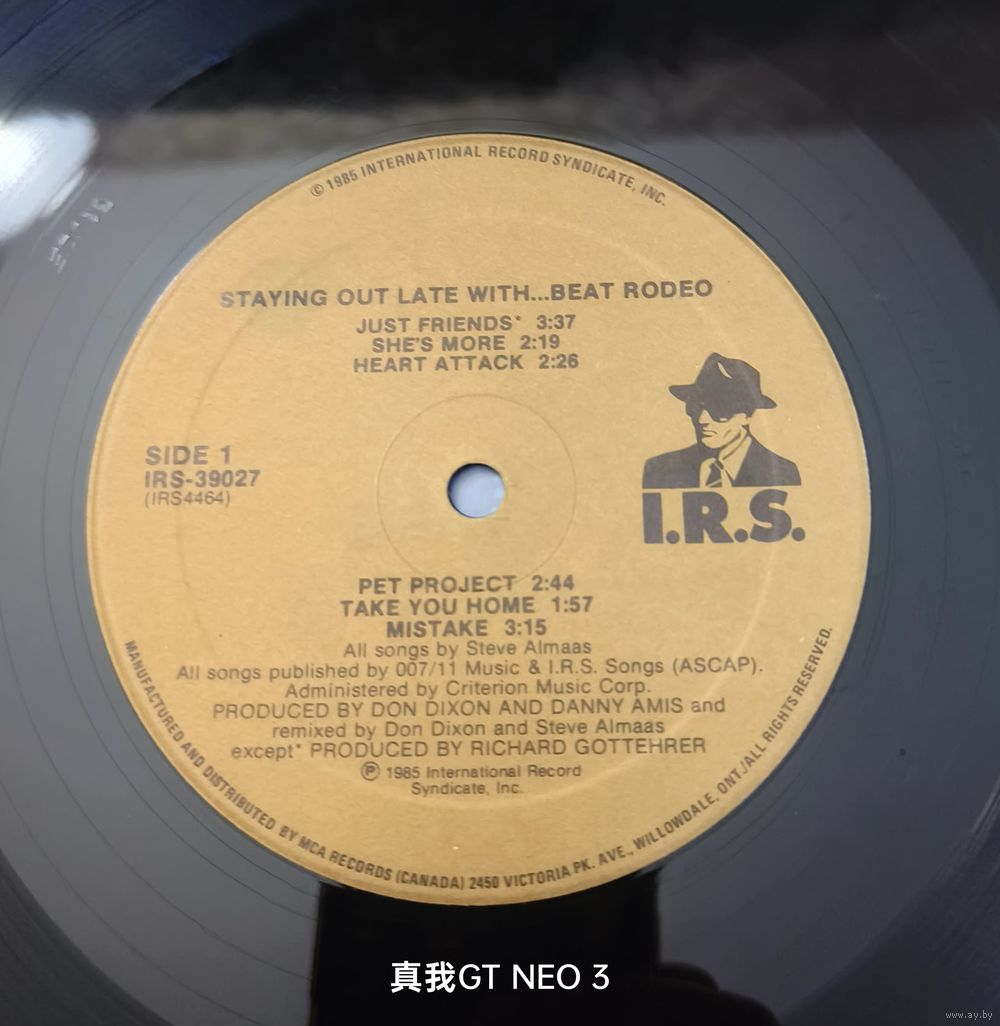 © 1985 INTERNATIONAL RECORD SYNDICATE, INC.
STAYING OUT LATE WITH...BEAT RODEO
JUST FRIENDS* 3:37
SHE'S MORE 2:19
HEART ATTACK 2:26
SIDE 1
IRS-39027
(IRS4464)
I.R.S.
PET PROJECT 2:44
TAKE YOU HOME 1:57
MISTAKE 3:15
All songs by Steve Almaas
All songs published by 007/11 Music & I.R.S. Songs (ASCAP).
Administered by Criterion Music Corp.
PRODUCED BY DON DIXON AND DANNY AMIS and
remixed by Don Dixon and Steve Almaas
except* PRODUCED BY RICHARD GOTTEHRER
℗ 1985 International Record
Syndicate, Inc.
MANUFACTURED AND DISTRIBUTED BY MCA RECORDS (CANADA) 2450 VICTORIA PK. AVE., WILLOWDALE, ONT./ALL RIGHTS RESERVED.
真我GT NEO 3
www.ay.by